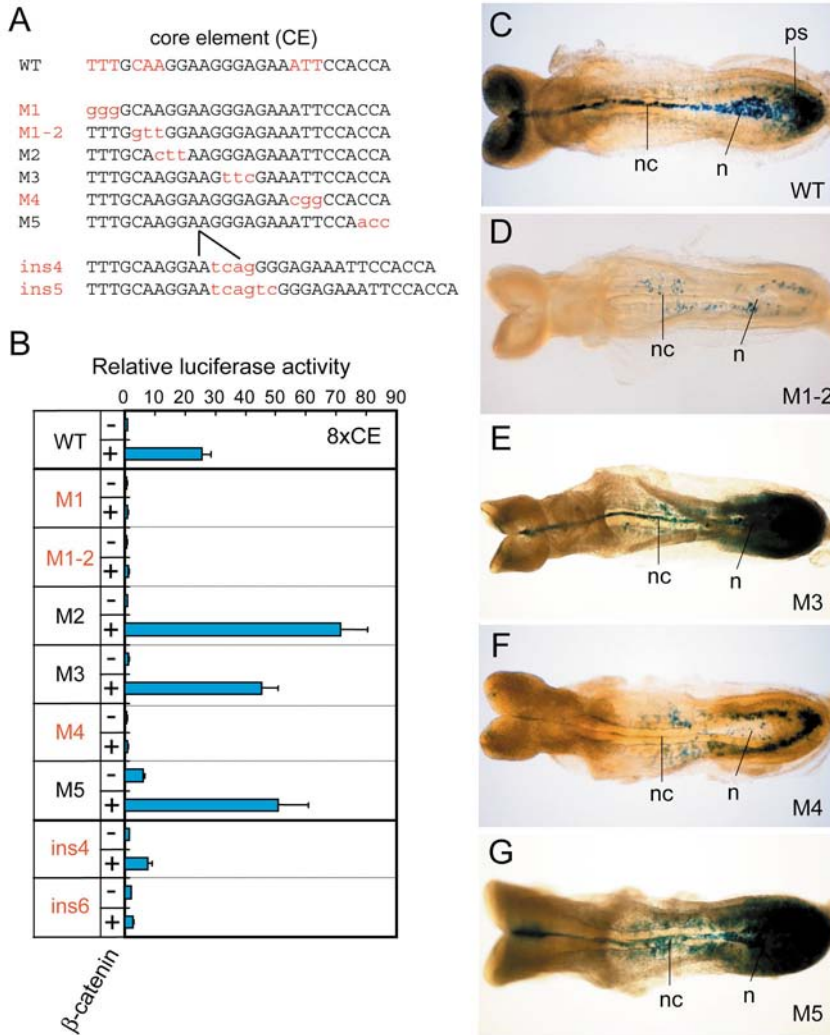 A
core element (CE)
WT TTTGCAAGGAAGGGAGAAATTCCACCA
M1 gggGCAAGGAAGGGAGAAATTCCACCA
M1-2 TTTGgttGGAAGGGAGAAATTCCACCA
M2 TTTGCActtAAGGGAGAAATTCCACCA
M3 TTTGCAAGGAAGttcGAAATTCCACCA
M4 TTTGCAAGGAAGGGAGAAcggCCACCA
M5 TTTGCAAGGAAGGGAGAAATTCCAacc
ins4 TTTGCAAGGAAtcagGGGAGAAATTCCACCA
ins5 TTTGCAAGGAAtcagtcGGGAGAAATTCCACCA
B
Relative luciferase activity
0 10 20 30 40 50 60 70 80 90
8xCE
WT - +
M1 - +
M1-2 - +
M2 - +
M3 - +
M4 - +
M5 - +
ins4 - +
ins6 - +
β-catenin
C
ps
nc
n
WT
D
nc
n
M1-2
E
nc
n
M3
F
nc
n
M4
G
nc
n
M5